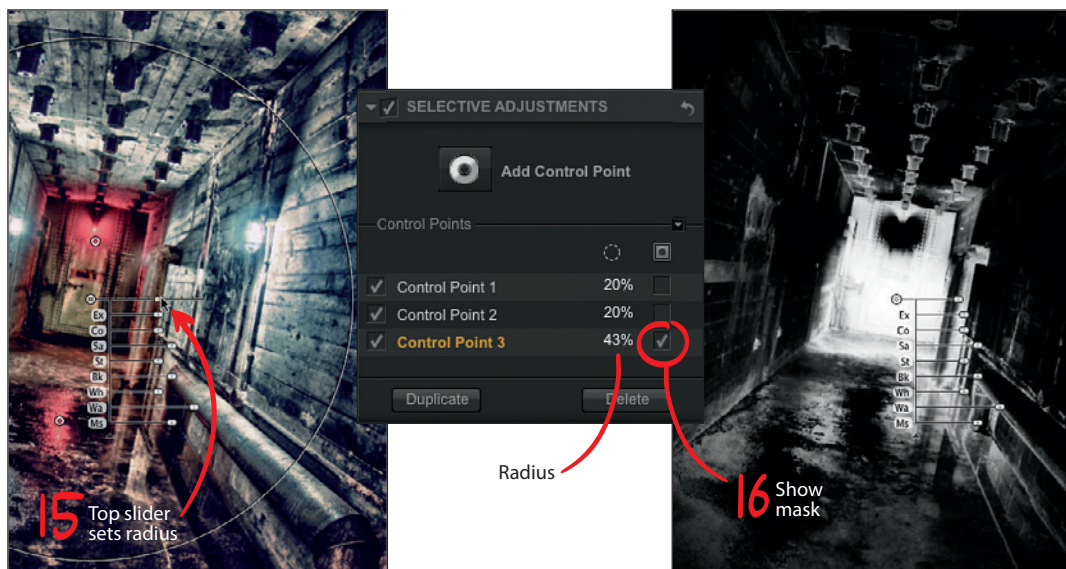 SELECTIVE ADJUSTMENTS
Add Control Point
Control Points
Control Point 1 20%
Control Point 2 20%
Control Point 3 43%
Duplicate Delete
Ex
Co
Sa
St
Bk
Wh
Wa
Ms
15 Top slider
sets radius
Radius
Ex
Co
Sa
St
Bk
Wh
Wa
Ms
16 Show
mask